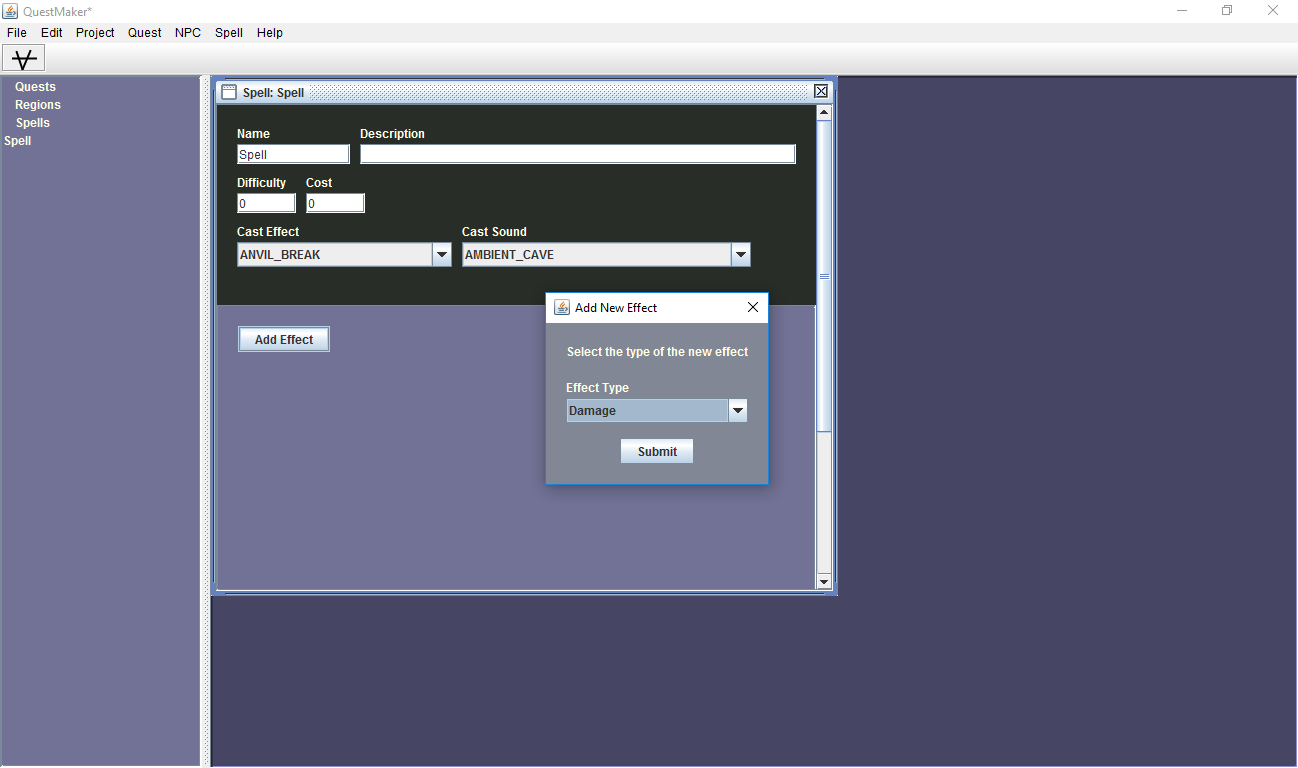 QuestMaker*
File Edit Project Quest NPC Spell Help
Quests
Regions
Spells
Spell
Spell: Spell
Name Description
Spell
Difficulty Cost
0 0
Cast Effect Cast Sound
ANVIL_BREAK AMBIENT_CAVE
Add Effect
Add New Effect
Select the type of the new effect
Effect Type
Damage
Submit